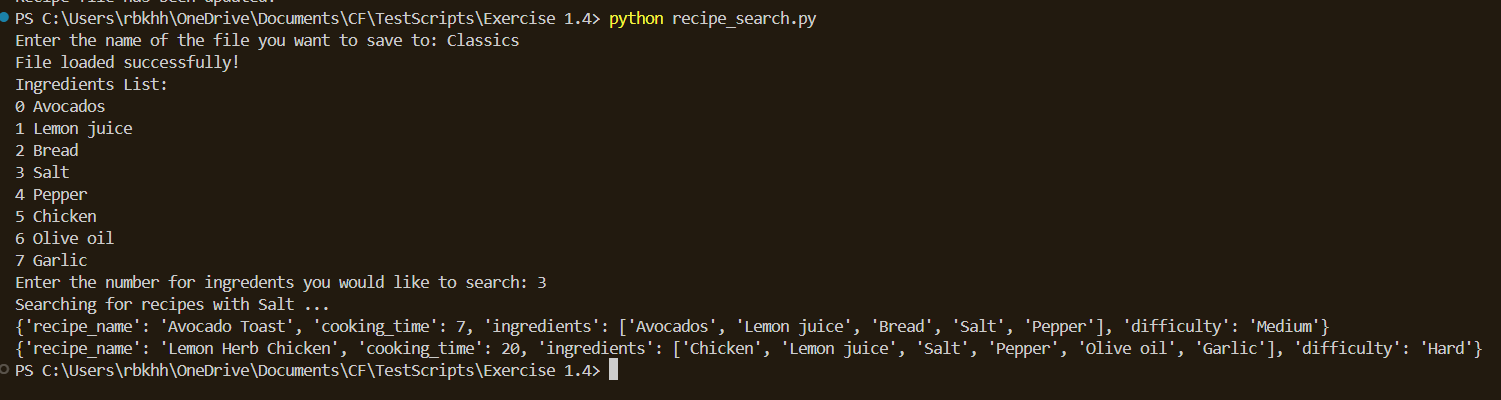 Recipe file has been updated.
PS C:\Users\rbkhh\OneDrive\Documents\CF\TestScripts\Exercise 1.4> python recipe_search.py
Enter the name of the file you want to save to: Classics
File loaded successfully!
Ingredients List:
0 Avocados
1 Lemon juice
2 Bread
3 Salt
4 Pepper
5 Chicken
6 Olive oil
7 Garlic
Enter the number for ingredents you would like to search: 3
Searching for recipes with Salt ...
{'recipe_name': 'Avocado Toast', 'cooking_time': 7, 'ingredients': ['Avocados', 'Lemon juice', 'Bread', 'Salt', 'Pepper'], 'difficulty': 'Medium'}
{'recipe_name': 'Lemon Herb Chicken', 'cooking_time': 20, 'ingredients': ['Chicken', 'Lemon juice', 'Salt', 'Pepper', 'Olive oil', 'Garlic'], 'difficulty': 'Hard'}
PS C:\Users\rbkhh\OneDrive\Documents\CF\TestScripts\Exercise 1.4>